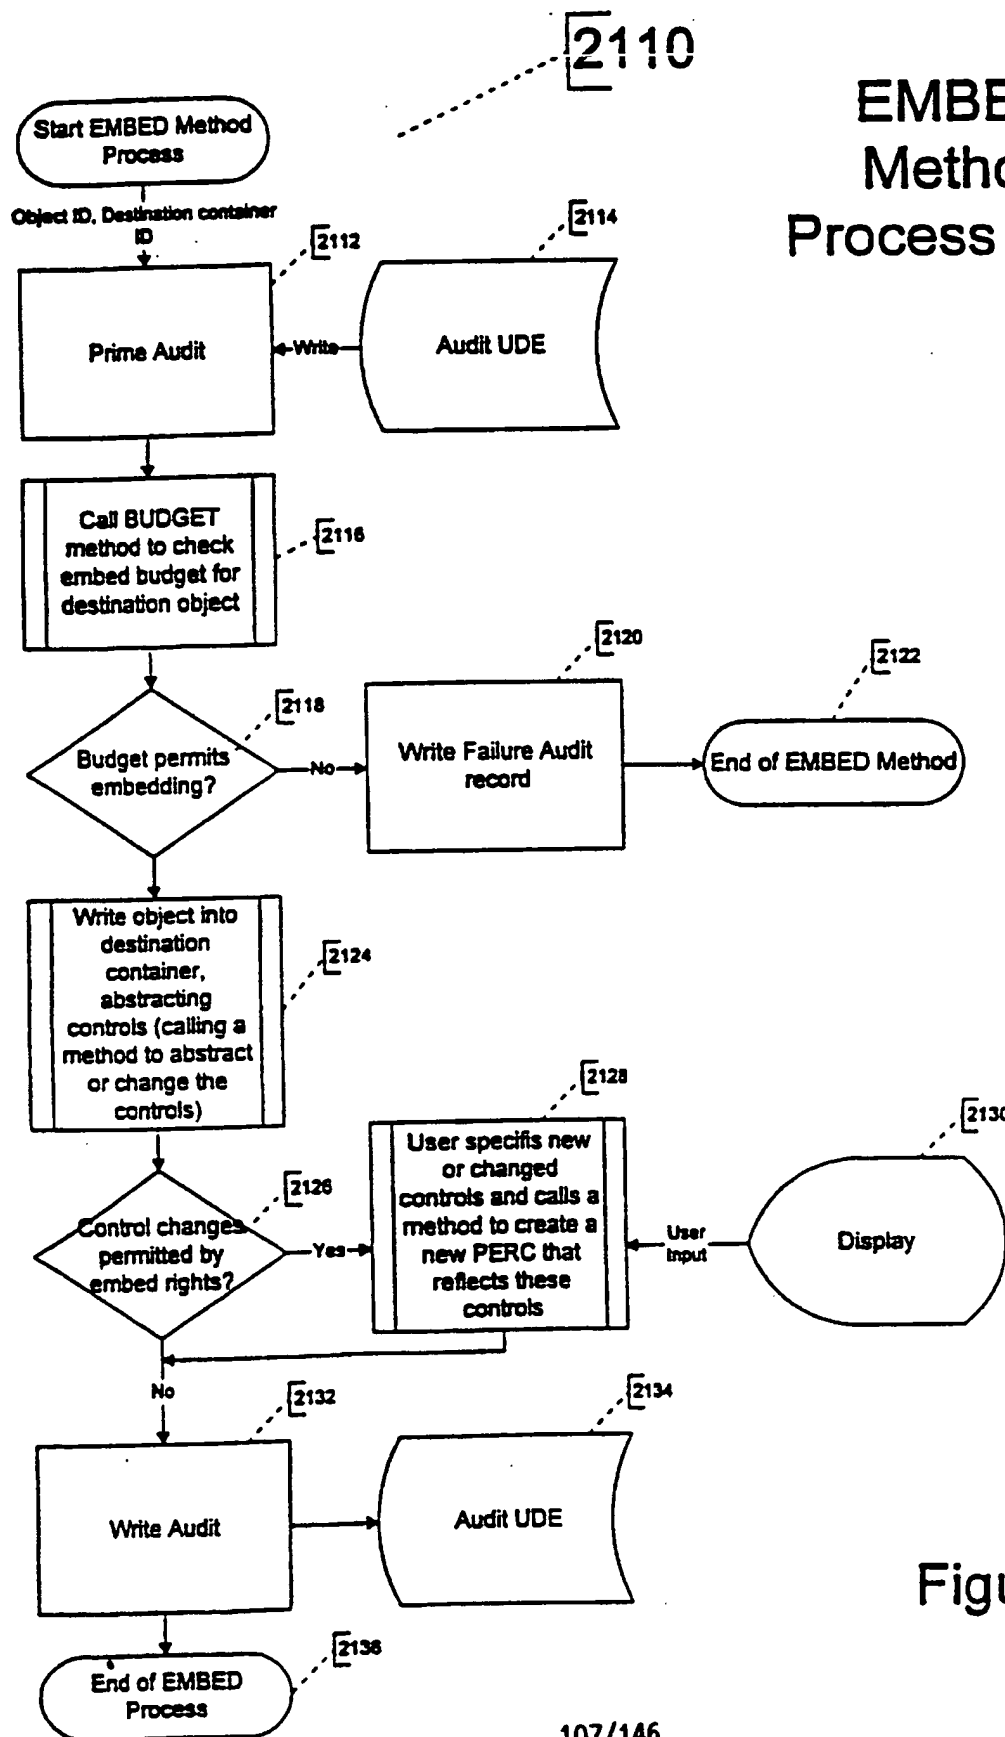 2110
EMBE
Metho
Process
Start EMBED Method
Process
Object ID, Destination container
ID
2112
2114
Prime Audit
Write
Audit UDE
Call BUDGET
method to check
embed budget for
destination object
2116
2118
Budget permits
embedding?
No
2120
Write Failure Audit
record
2122
End of EMBED Method
Write object into
destination
container,
abstracting
controls (calling a
method to abstract
or change the
controls)
2124
2126
Control changes
permitted by
embed rights?
Yes
2128
User specifis new
or changed
controls and calls a
method to create a
new PERC that
reflects these
controls
User
Input
2130
Display
No
2132
2134
Write Audit
Audit UDE
Figu
2136
End of EMBED
Process
107/146